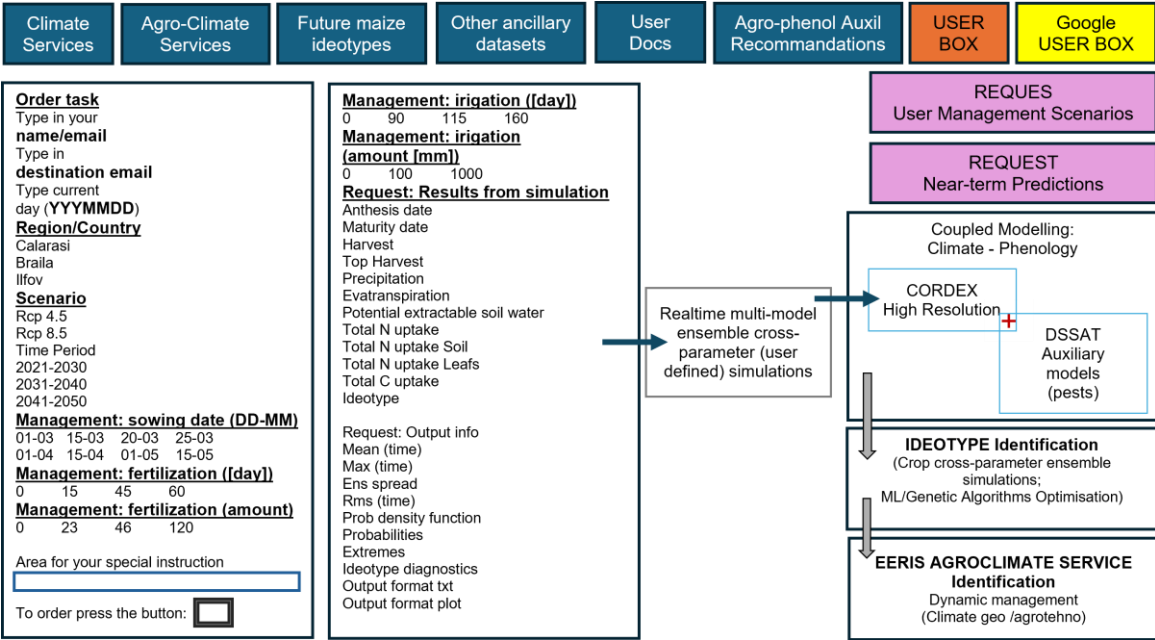 Climate
Services
Agro-Climate
Services
Future maize
ideotypes
Other ancillary
datasets
User
Docs
Agro-phenol Auxil
Recommandations
USER
BOX
Google
USER BOX
Order task
Type in your
name/email
Type in
destination email
Type current
day (YYYMMDD)
Region/Country
Calarasi
Braila
Ilfov
Scenario
Rcp 4.5
Rcp 8.5
Time Period
2021-2030
2031-2040
2041-2050
Management: sowing date (DD-MM)
01-03 15-03 20-03 25-03
01-04 15-04 01-05 15-05
Management: fertilization ([day])
0 15 45 60
Management: fertilization (amount)
0 23 46 120
Area for your special instruction
To order press the button:
Management: irigation ([day])
0 90 115 160
Management: irigation
(amount [mm])
0 100 1000
Request: Results from simulation
Anthesis date
Maturity date
Harvest
Top Harvest
Precipitation
Evatranspiration
Potential extractable soil water
Total N uptake
Total N uptake Soil
Total N uptake Leafs
Total C uptake
Ideotype
Request: Output info
Mean (time)
Max (time)
Ens spread
Rms (time)
Prob density function
Probabilities
Extremes
Ideotype diagnostics
Output format txt
Output format plot
Realtime multi-model
ensemble cross-
parameter (user
defined) simulations
REQUES
User Management Scenarios
REQUEST
Near-term Predictions
Coupled Modelling:
Climate - Phenology
CORDEX
High Resolution
+
DSSAT
Auxiliary
models
(pests)
IDEOTYPE Identification
(Crop cross-parameter ensemble
simulations;
ML/Genetic Algorithms Optimisation)
EERIS AGROCLIMATE SERVICE
Identification
Dynamic management
(Climate geo /agrotehno)